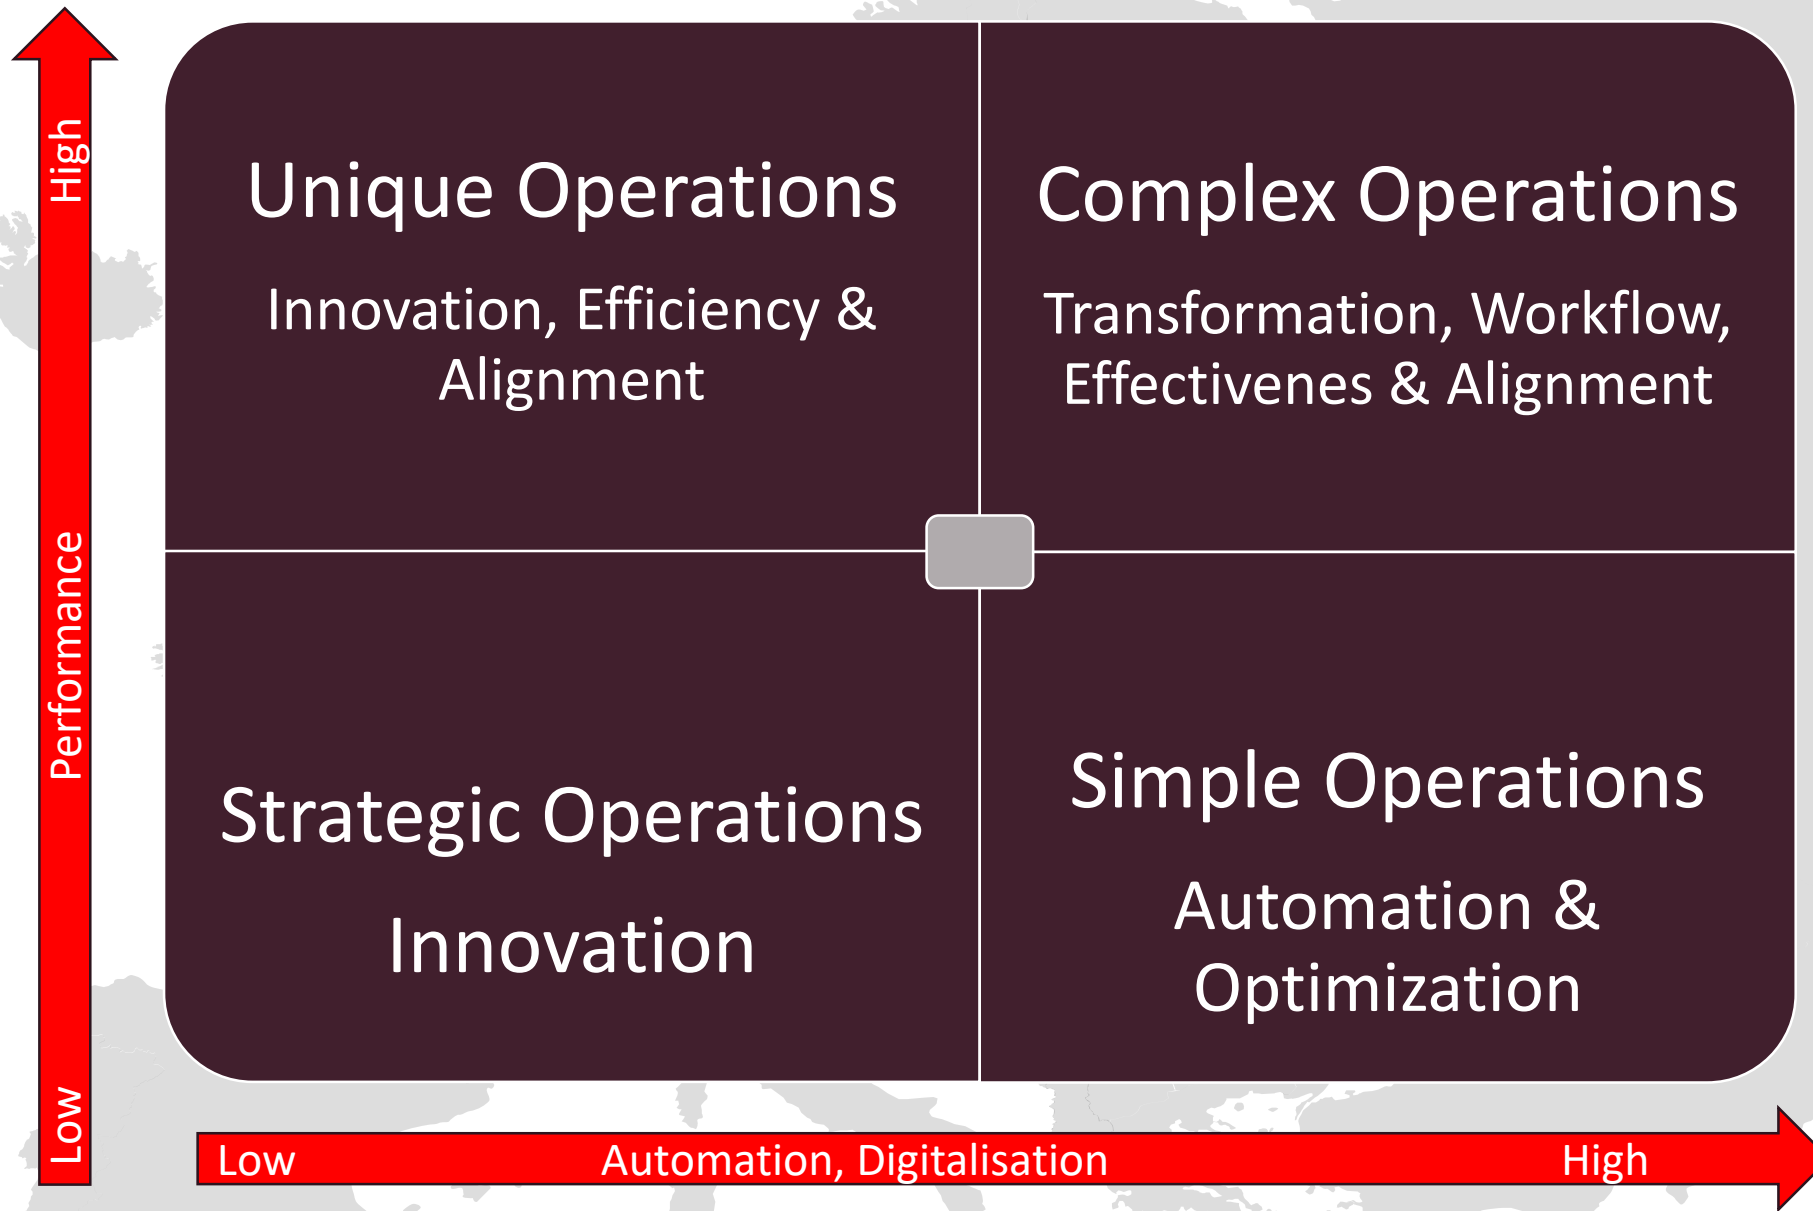 High
Performance
Low
Unique Operations
Innovation, Efficiency &
Alignment
Complex Operations
Transformation, Workflow,
Effectivenes & Alignment
Strategic Operations
Innovation
Simple Operations
Automation &
Optimization
Low
Automation, Digitalisation
High